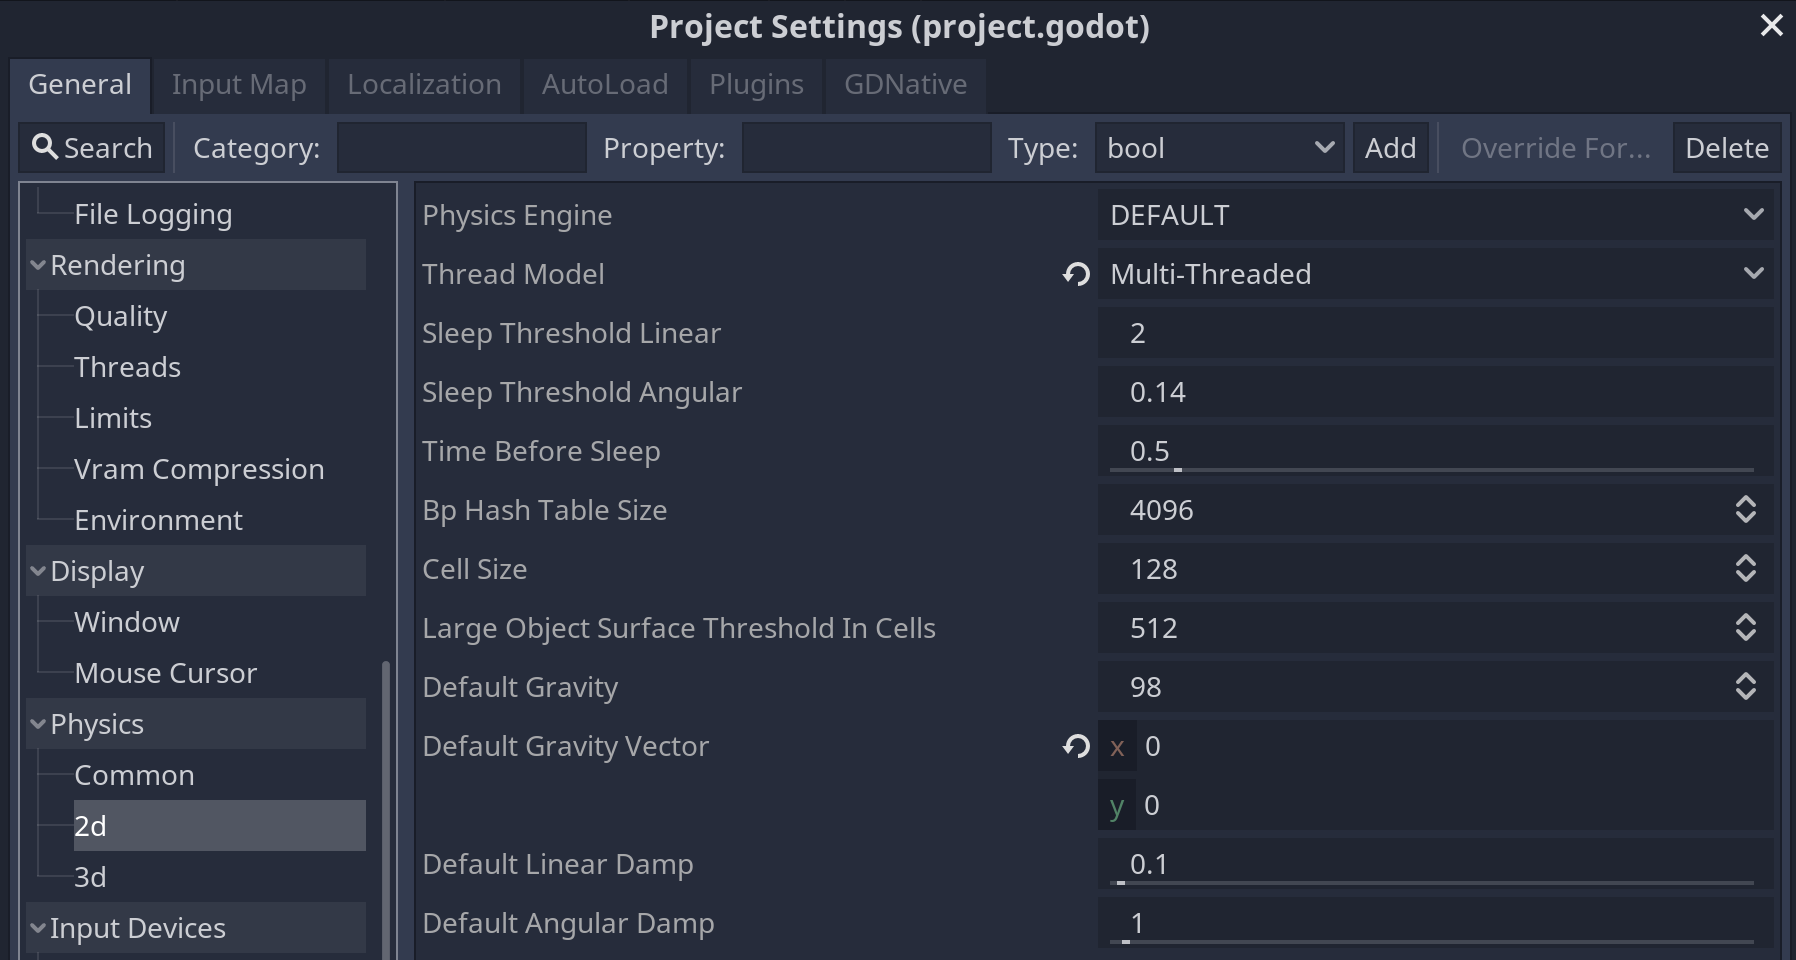 Project Settings (project.godot)
General Input Map Localization AutoLoad Plugins GDNative
Search Category: Property: Type: bool Add Override For... Delete
File Logging
Rendering
Quality
Threads
Limits
Vram Compression
Environment
Display
Window
Mouse Cursor
Physics
Common
2d
3d
Input Devices
Physics Engine DEFAULT
Thread Model Multi-Threaded
Sleep Threshold Linear 2
Sleep Threshold Angular 0.14
Time Before Sleep 0.5
Bp Hash Table Size 4096
Cell Size 128
Large Object Surface Threshold In Cells 512
Default Gravity 98
Default Gravity Vector x 0
y 0
Default Linear Damp 0.1
Default Angular Damp 1